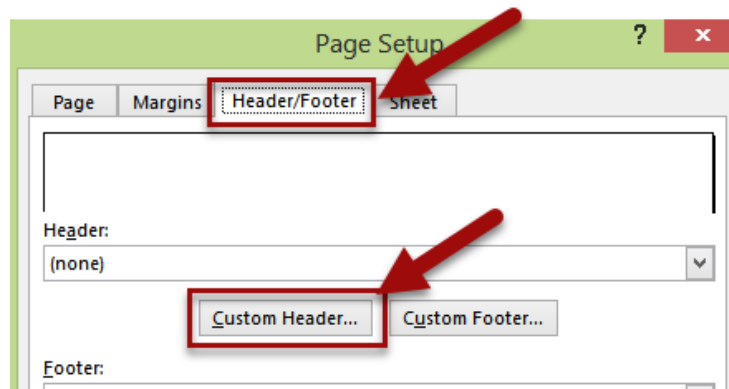 Page Setup ? x
Page Margins Header/Footer Sheet
Header:
(none)
Custom Header... Custom Footer...
Footer: